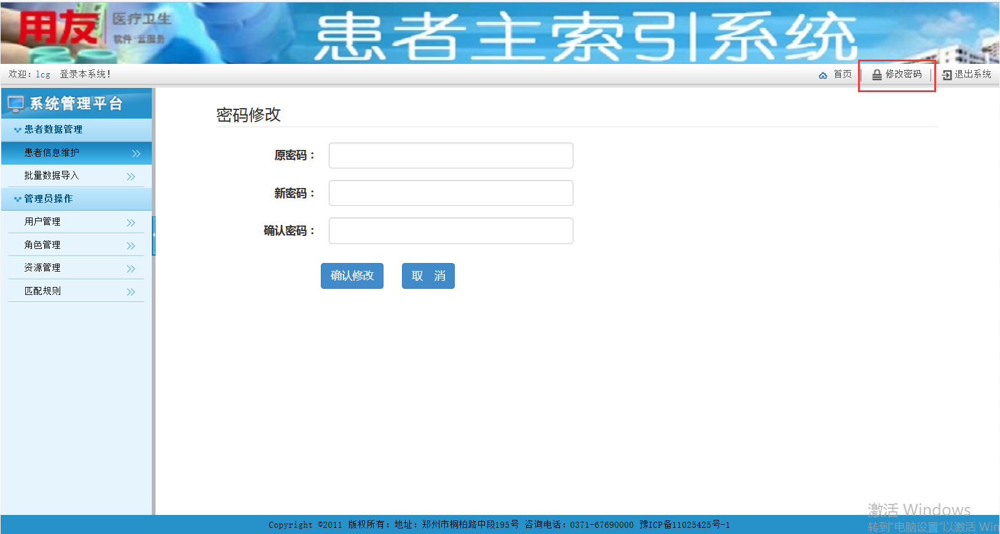 用友
医疗卫生
软件·云服务
患者主索引系统
欢迎：lcg 登录本系统！
首页
修改密码
退出系统
系统管理平台
患者数据管理
患者信息维护
批量数据导入
管理员操作
用户管理
角色管理
资源管理
匹配规则
密码修改
原密码：
新密码：
确认密码：
确认修改
取 消
激活 Windows
转到"电脑设置"以激活 Win
Copyright ©2011 版权所有：地址：郑州市桐柏路中段195号 咨询电话：0371-67690000 豫ICP备11025425号-1